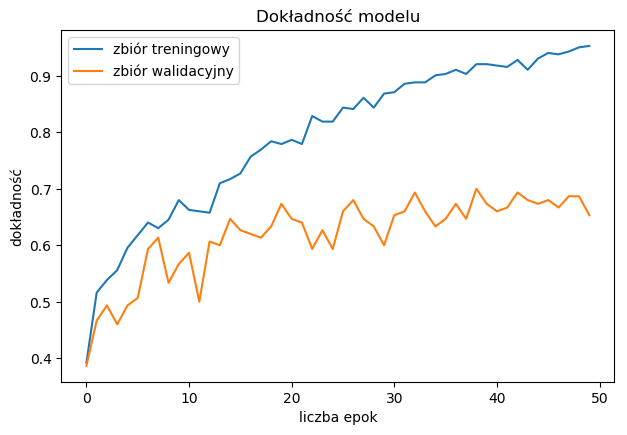 Dokładność modelu
zbiór treningowy
zbiór walidacyjny
dokładność
0.9
0.8
0.7
0.6
0.5
0.4
0 10 20 30 40 50
liczba epok